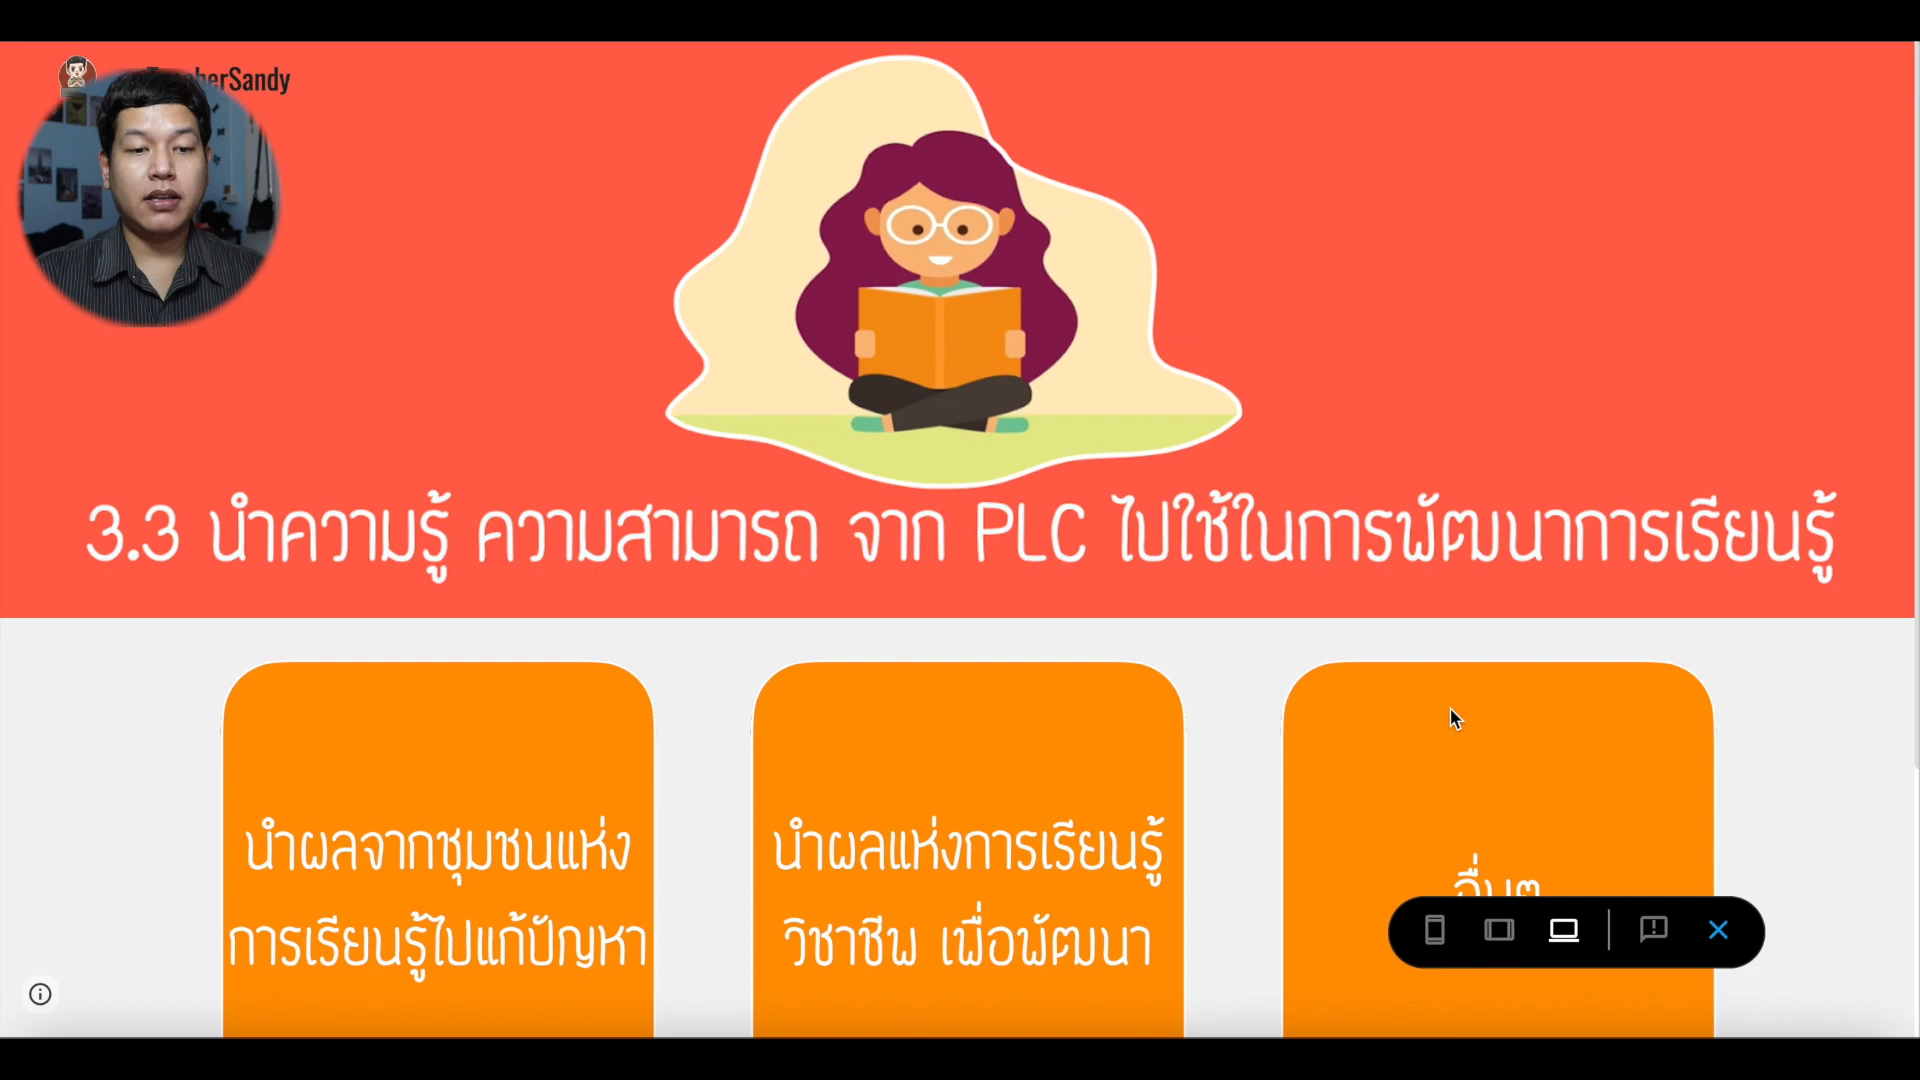 TeacherSandy
3.3 นำความรู้ ความสามารถ จาก PLC ไปใช้ในการพัฒนาการเรียนรู้
นำผลจากชุมชนแห่ง
การเรียนรู้ไปแก้ปัญหา
นำผลแห่งการเรียนรู้
วิชาชีพ เพื่อพัฒนา
อื่นๆ